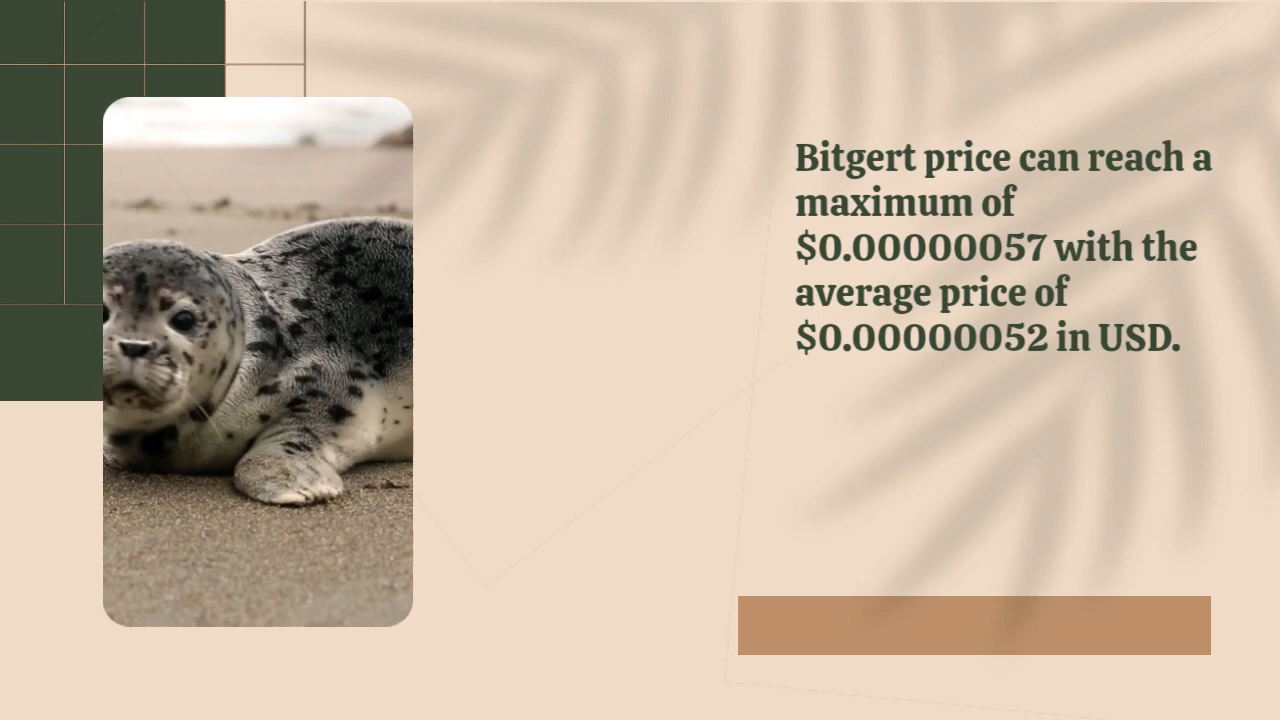 Bitgert price can reach a
maximum of
$0.00000057 with the
average price of
$0.00000052 in USD.